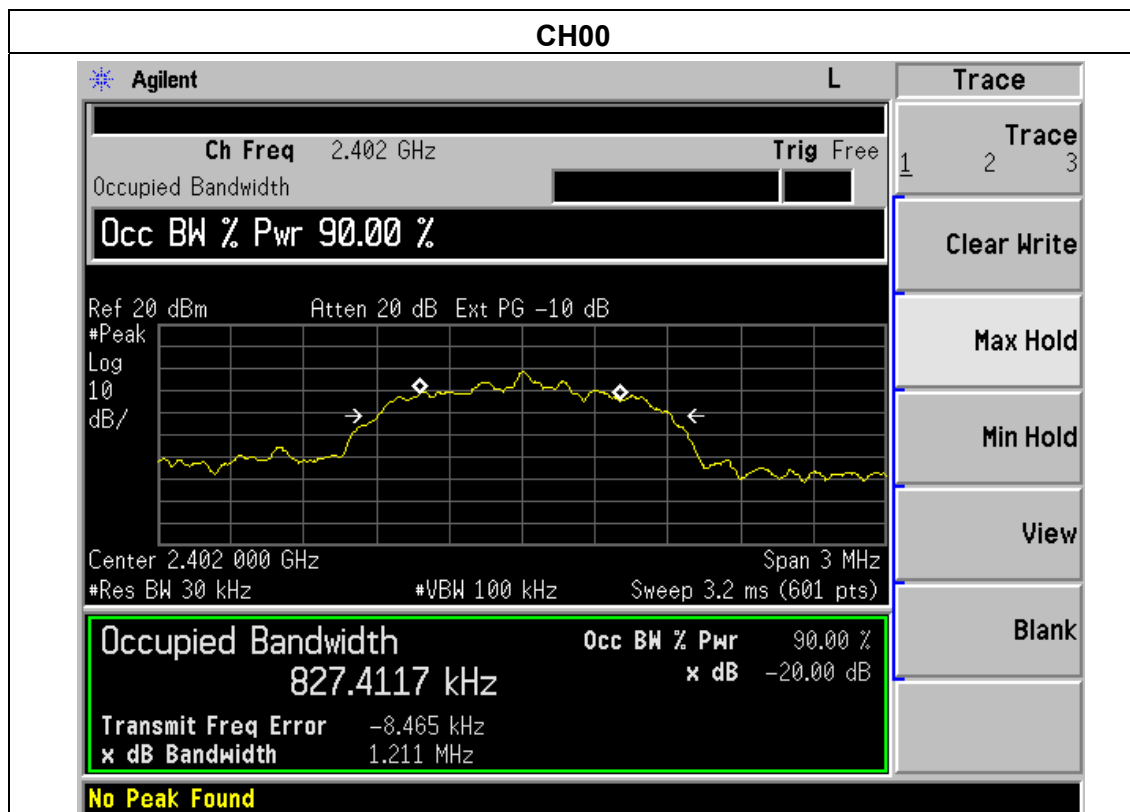 CH00
Agilent L Trace
Ch Freq 2.402 GHz Trig Free
Occupied Bandwidth
Trace
1 2 3
Occ BW % Pwr 90.00 %
Clear Write
Ref 20 dBm Atten 20 dB Ext PG -10 dB
#Peak
Log
10
dB/
Max Hold
Min Hold
View
Center 2.402 000 GHz Span 3 MHz
#Res BW 30 kHz #VBW 100 kHz Sweep 3.2 ms (601 pts)
Blank
Occupied Bandwidth Occ BW % Pwr 90.00 %
827.4117 kHz x dB -20.00 dB
Transmit Freq Error -8.465 kHz
x dB Bandwidth 1.211 MHz
No Peak Found